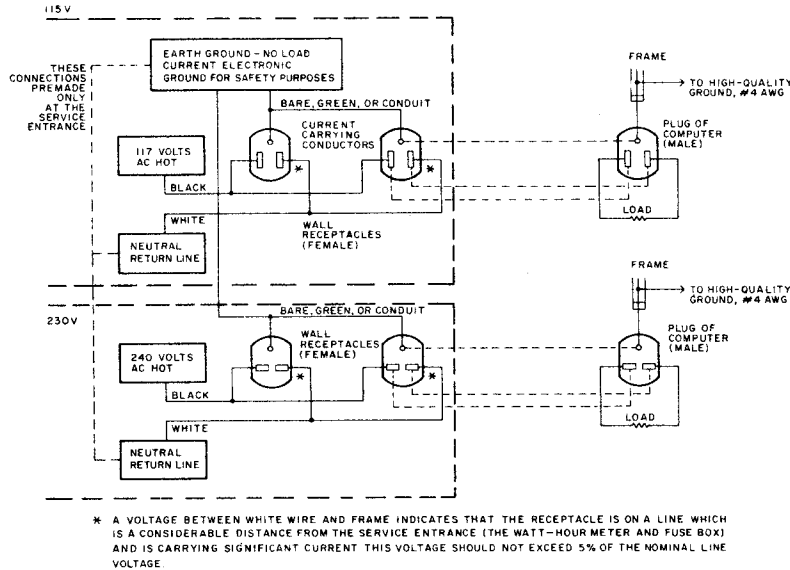 115V
EARTH GROUND - NO LOAD
CURRENT ELECTRONIC
GROUND FOR SAFETY PURPOSES
THESE
CONNECTIONS
PREMADE
ONLY
AT THE
SERVICE
ENTRANCE
FRAME
TO HIGH-QUALITY
GROUND, #4 AWG
BARE, GREEN, OR CONDUIT
CURRENT
CARRYING
CONDUCTORS
PLUG OF
COMPUTER
(MALE)
117 VOLTS
AC HOT
*
*
BLACK
WHITE
WALL
RECEPTACLES
(FEMALE)
LOAD
NEUTRAL
RETURN LINE
FRAME
TO HIGH-QUALITY
GROUND, #4 AWG
230V
BARE, GREEN, OR CONDUIT
WALL
RECEPTACLES
(FEMALE)
PLUG OF
COMPUTER
(MALE)
240 VOLTS
AC HOT
*
*
BLACK
WHITE
LOAD
NEUTRAL
RETURN LINE
* A VOLTAGE BETWEEN WHITE WIRE AND FRAME INDICATES THAT THE RECEPTACLE IS ON A LINE WHICH
IS A CONSIDERABLE DISTANCE FROM THE SERVICE ENTRANCE (THE WATT-HOUR METER AND FUSE BOX)
AND IS CARRYING SIGNIFICANT CURRENT THIS VOLTAGE SHOULD NOT EXCEED 5% OF THE NOMINAL LINE
VOLTAGE.